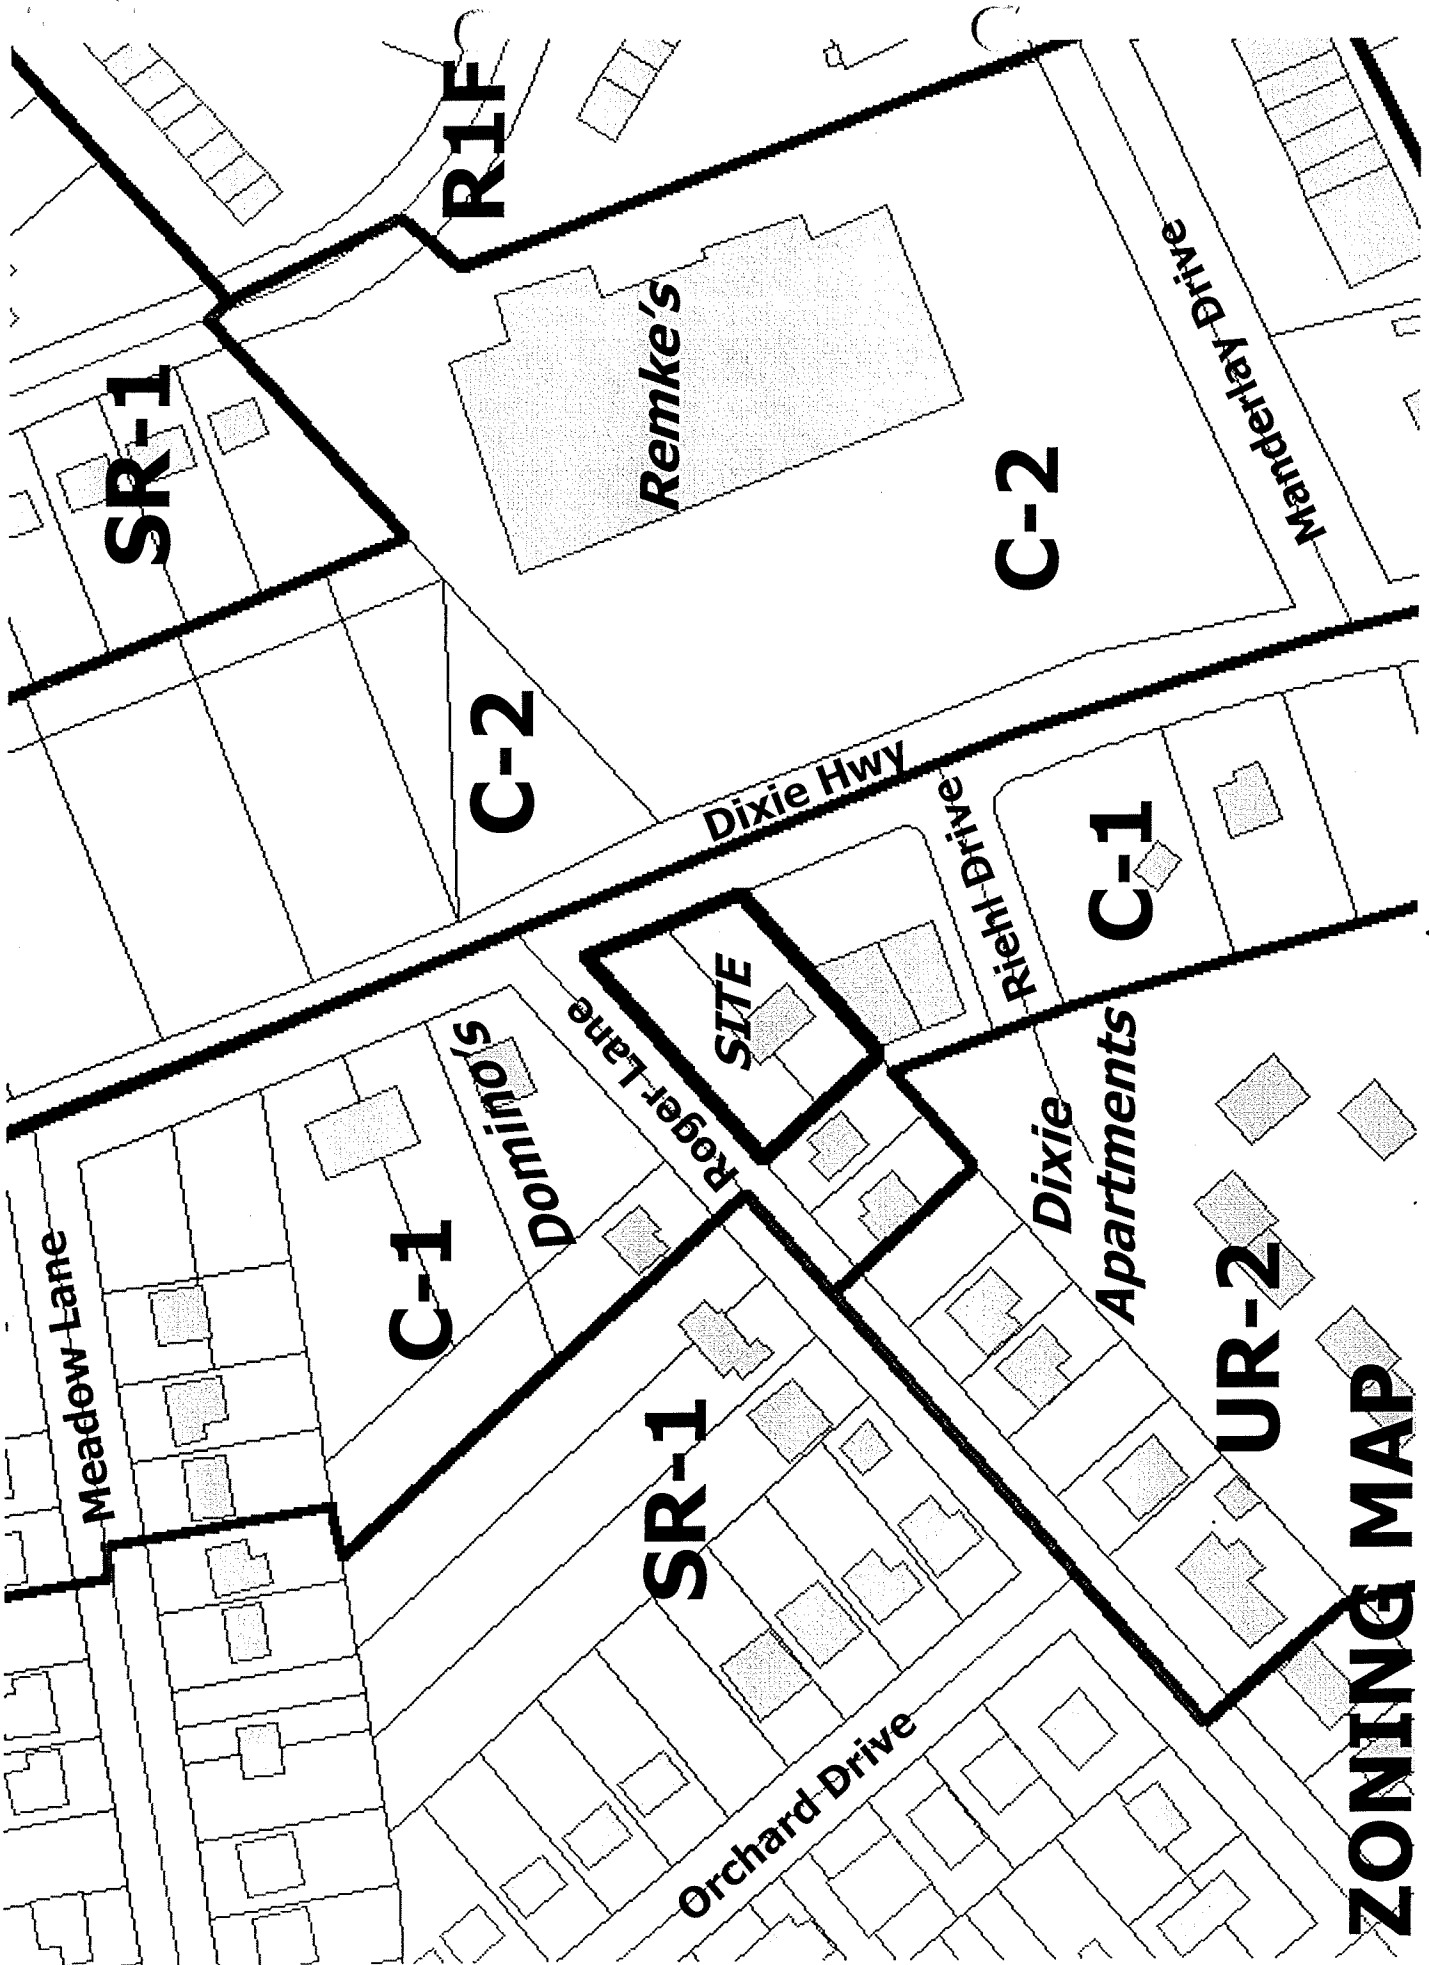 ZONING MAP
Meadow Lane
C-1
Domino's
SR-1
Orchard Drive
Roger Lane
SITE
Dixie
Apartments
UR-2
C-1
Riehl Drive
Dixie Hwy
C-2
SR-1
Remke's
R1F
C-2
Manderlay Drive